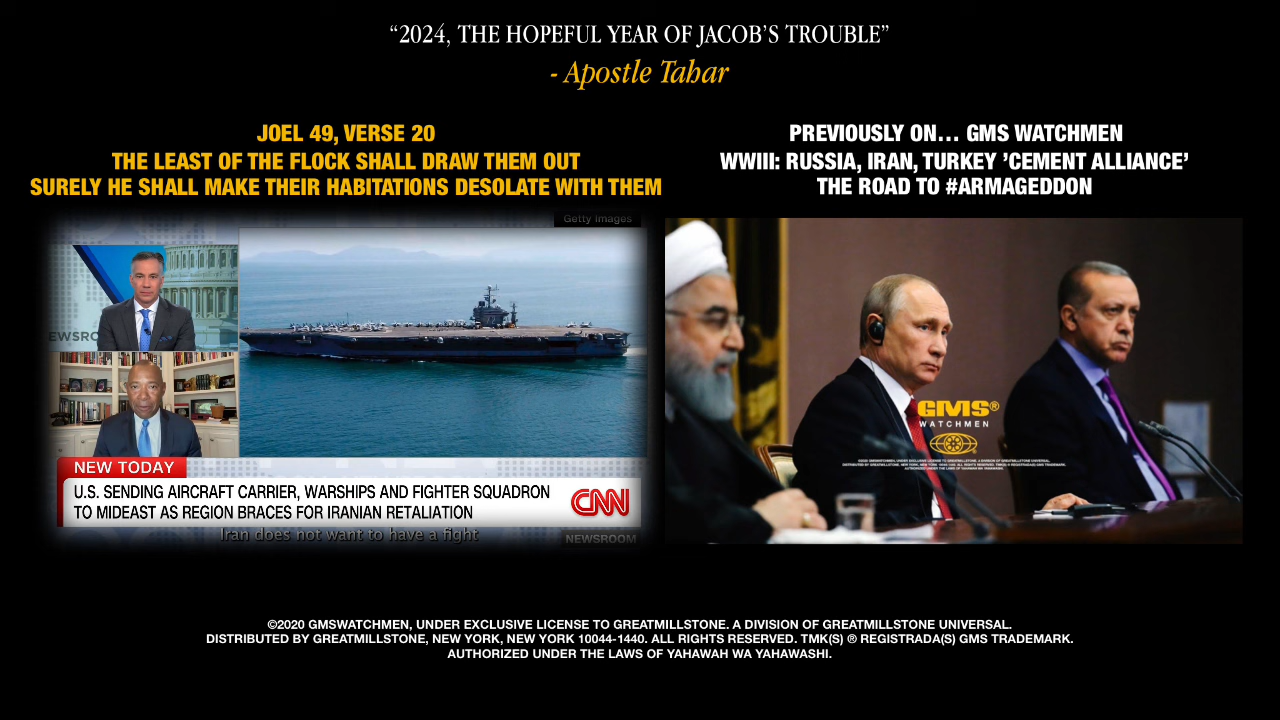 “2024, THE HOPEFUL YEAR OF JACOB’S TROUBLE”
- Apostle Tahar
JOEL 49, VERSE 20
THE LEAST OF THE FLOCK SHALL DRAW THEM OUT
SURELY HE SHALL MAKE THEIR HABITATIONS DESOLATE WITH THEM
PREVIOUSLY ON... GMS WATCHMEN
WWIII: RUSSIA, IRAN, TURKEY ’CEMENT ALLIANCE’
THE ROAD TO #ARMAGEDDON
Getty Images
EWSRO
NEW TODAY
U.S. SENDING AIRCRAFT CARRIER, WARSHIPS AND FIGHTER SQUADRON
TO MIDEAST AS REGION BRACES FOR IRANIAN RETALIATION
CNN
Iran does not want to have a fight
NEWSROOM
GMS®
WATCHMEN
©2020 GMSWATCHMEN, UNDER EXCLUSIVE LICENSE TO GREATMILLSTONE. A DIVISION OF GREATMILLSTONE UNIVERSAL.
DISTRIBUTED BY GREATMILLSTONE, NEW YORK, NEW YORK 10044-1440. ALL RIGHTS RESERVED. TMK(S) ® REGISTRADA(S) GMS TRADEMARK.
AUTHORIZED UNDER THE LAWS OF YAHAWAH WA YAHAWASHI.